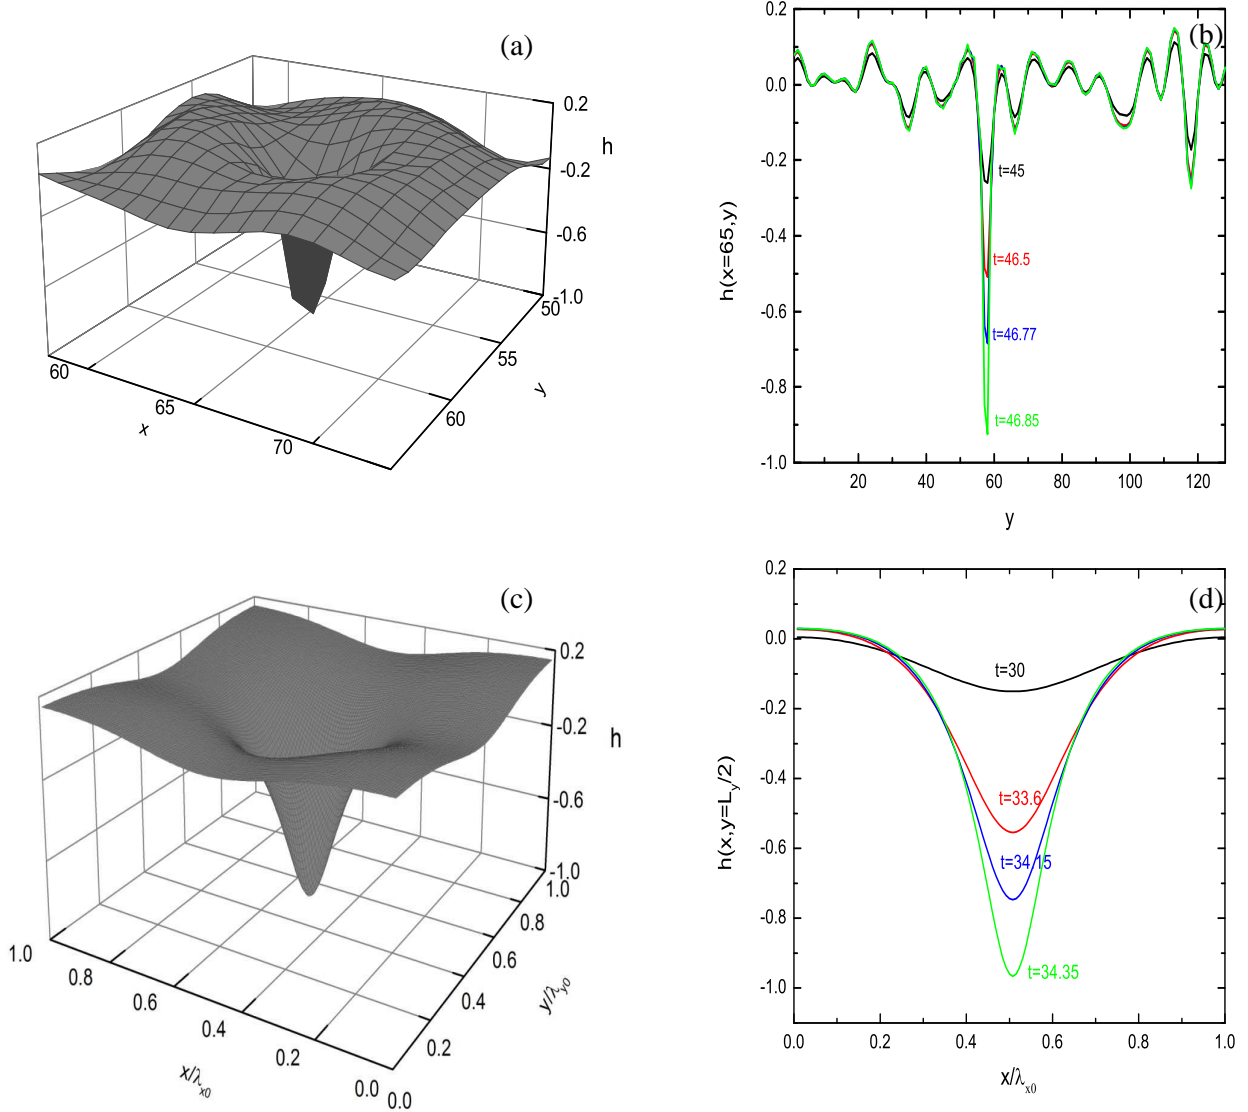 (a)
0.2
h
-0.2
-0.6
-1.0
50
55
60
y
60
65
70
x
(b)
0.2
0.0
-0.2
-0.4
-0.6
-0.8
-1.0
h(x=65,y)
t=45
t=46.5
t=46.77
t=46.85
20 40 60 80 100 120
y
(c)
0.2
-0.2
h
-0.6
-1.0
1.0
0.8
0.6
0.4
0.2
0.0
y/λy0
1.0
0.8
0.6
0.4
0.2
0.0
x/λx0
(d)
0.2
0.0
-0.2
-0.4
-0.6
-0.8
-1.0
h(x,y=Ly/2)
t=30
t=33.6
t=34.15
t=34.35
0.0 0.2 0.4 0.6 0.8 1.0
x/λx0